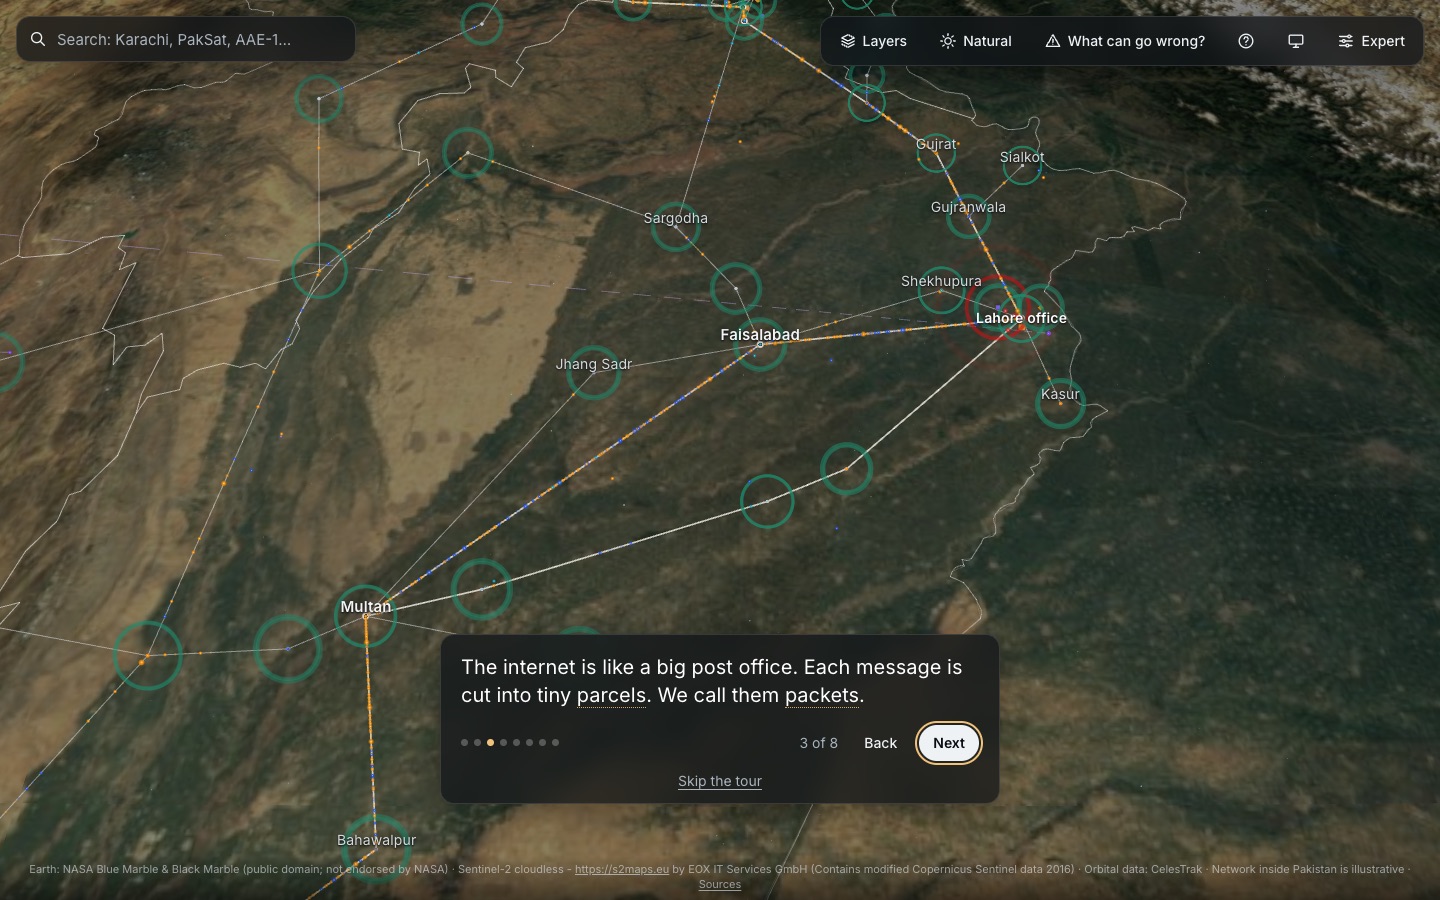 Search: Karachi, PakSat, AAE-1...
Layers
Natural
What can go wrong?
Expert
Gujrat
Sialkot
Gujranwala
Sargodha
Shekhupura
Lahore office
Faisalabad
Jhang Sadr
Kasur
Multan
The internet is like a big post office. Each message is
cut into tiny parcels. We call them packets.
3 of 8
Back
Next
Skip the tour
Bahawalpur
Earth: NASA Blue Marble & Black Marble (public domain; not endorsed by NASA) · Sentinel-2 cloudless - https://s2maps.eu by EOX IT Services GmbH (Contains modified Copernicus Sentinel data 2016) · Orbital data: CelesTrak · Network inside Pakistan is illustrative ·
Sources